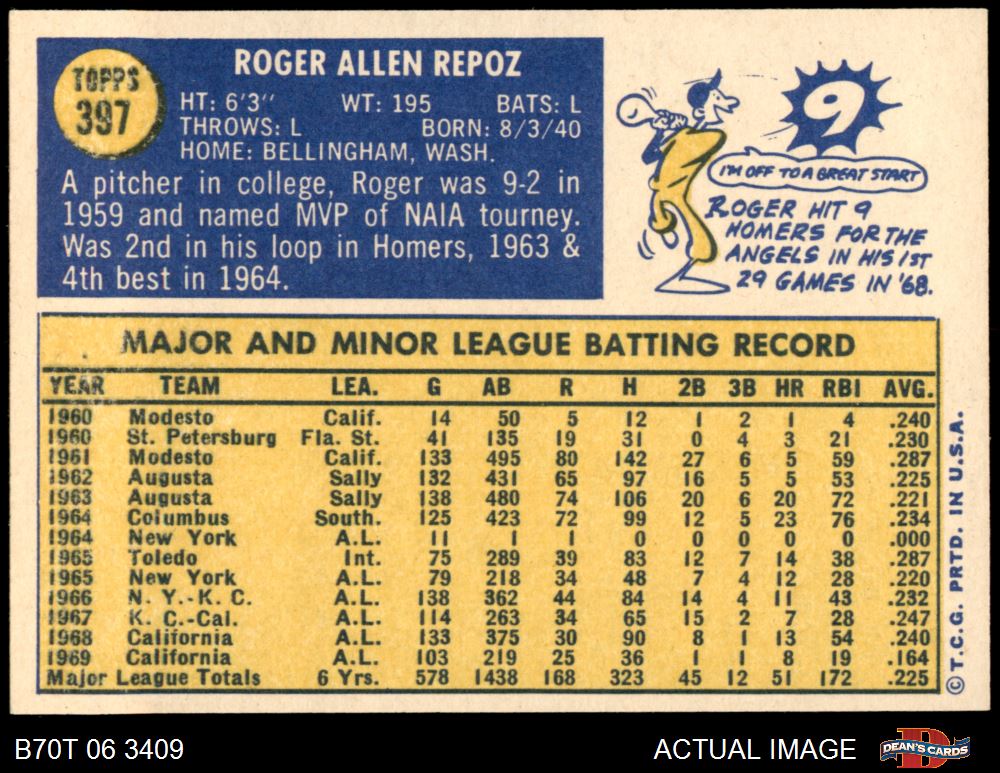 TOPPS
397
ROGER ALLEN REPOZ
HT: 6'3'' WT: 195 BATS: L
THROWS: L BORN: 8/3/40
HOME: BELLINGHAM, WASH.
A pitcher in college, Roger was 9-2 in
1959 and named MVP of NAIA tourney.
Was 2nd in his loop in Homers, 1963 &
4th best in 1964.
9
I'M OFF TO A GREAT START
ROGER HIT 9
HOMERS FOR THE
ANGELS IN HIS 1ST
29 GAMES IN '68.
MAJOR AND MINOR LEAGUE BATTING RECORD
YEAR TEAM LEA. G AB R H 2B 3B HR RBI AVG.
1960 Modesto Calif. 14 50 5 12 1 2 1 4 .240
1960 St. Petersburg Fla. St. 41 135 19 31 0 4 3 21 .230
1961 Modesto Calif. 133 495 80 142 27 6 5 59 .287
1962 Augusta Sally 132 431 65 97 16 5 5 53 .225
1963 Augusta Sally 138 480 74 106 20 6 20 72 .221
1964 Columbus South. 125 423 72 99 12 5 23 76 .234
1964 New York A.L. 11 1 1 0 0 0 0 0 .000
1965 Toledo Int. 75 289 39 83 12 7 14 38 .287
1965 New York A.L. 79 218 34 48 7 4 12 28 .220
1966 N. Y.-K. C. A.L. 138 362 44 84 14 4 11 43 .232
1967 K. C.-Cal. A.L. 114 263 34 65 15 2 7 28 .247
1968 California A.L. 133 375 30 90 8 1 13 54 .240
1969 California A.L. 103 219 25 36 1 1 8 19 .164
Major League Totals 6 Yrs. 578 1438 168 323 45 12 51 172 .225
© T.C.G. PRTD. IN U.S.A.
B70T 06 3409
ACTUAL IMAGE
D
DEAN'S CARDS